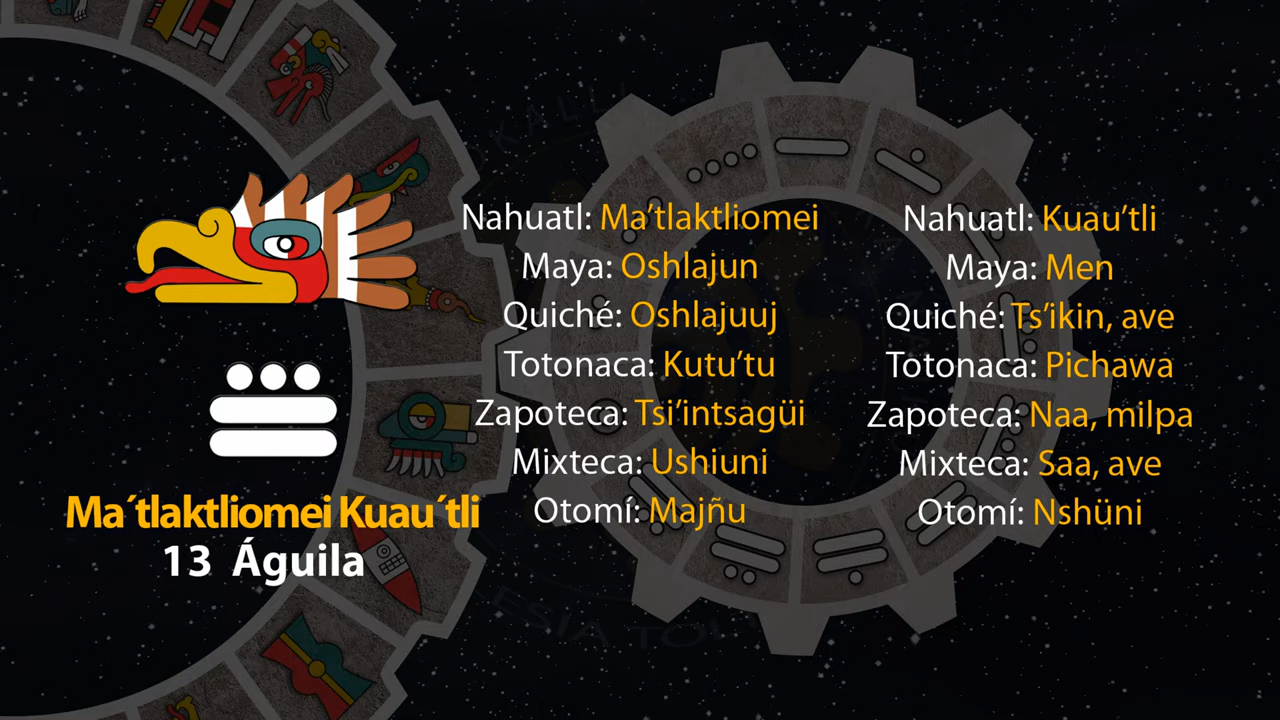 Nahuatl: Ma’tlaktliomei
Maya: Oshlajun
Quiché: Oshlajuuj
Totonaca: Kutu’tu
Zapoteca: Tsi’intsagüi
Mixteca: Ushiuni
Otomí: Majñu
Nahuatl: Kuau’tli
Maya: Men
Quiché: Ts’ikin, ave
Totonaca: Pichawa
Zapoteca: Naa, milpa
Mixteca: Saa, ave
Otomí: Nshüni
Ma´tlaktliomei Kuau´tli
13 Águila